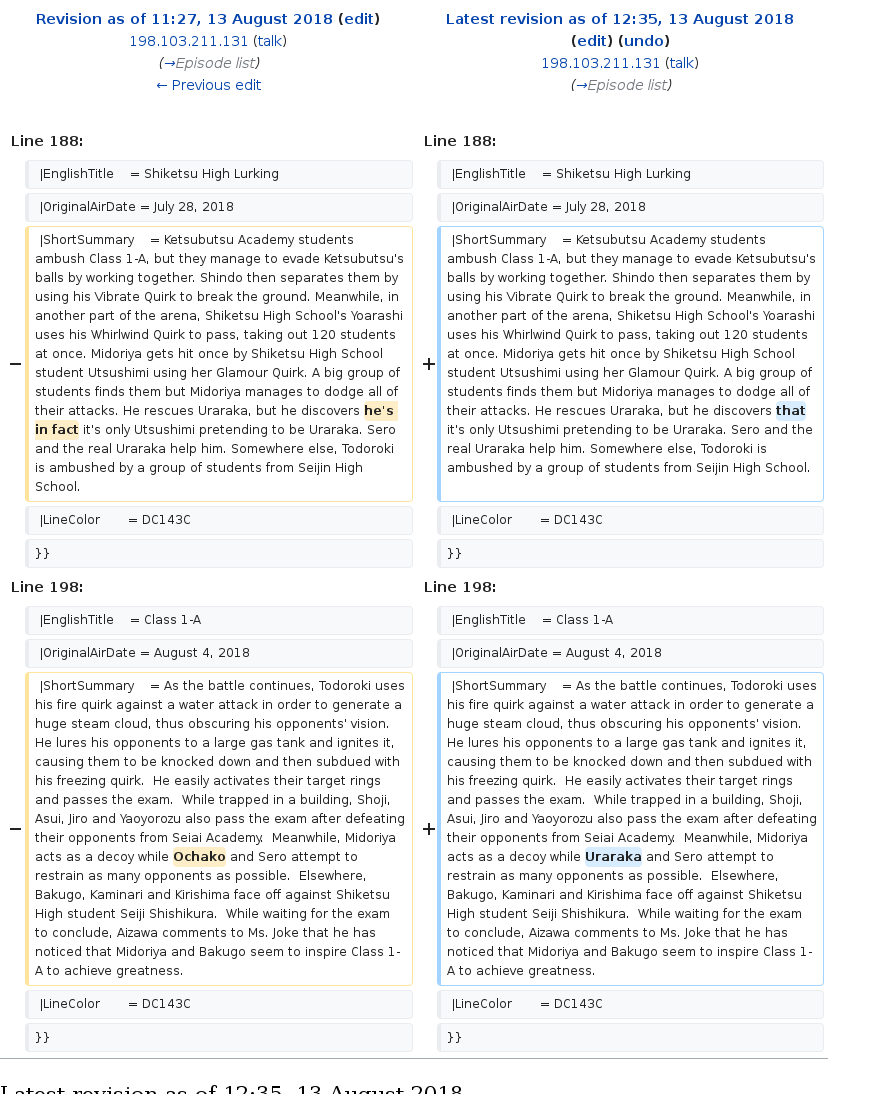 Revision as of 11:27, 13 August 2018 (edit)
198.103.211.131 (talk)
(→Episode list)
← Previous edit
Latest revision as of 12:35, 13 August 2018
(edit) (undo)
198.103.211.131 (talk)
(→Episode list)
Line 188:
Line 188:
|EnglishTitle = Shiketsu High Lurking
|EnglishTitle = Shiketsu High Lurking
|OriginalAirDate = July 28, 2018
|OriginalAirDate = July 28, 2018
−
|ShortSummary = Ketsubutsu Academy students
ambush Class 1-A, but they manage to evade Ketsubutsu's
balls by working together. Shindo then separates them by
using his Vibrate Quirk to break the ground. Meanwhile, in
another part of the arena, Shiketsu High School's Yoarashi
uses his Whirlwind Quirk to pass, taking out 120 students
at once. Midoriya gets hit once by Shiketsu High School
student Utsushimi using her Glamour Quirk. A big group of
students finds them but Midoriya manages to dodge all of
their attacks. He rescues Uraraka, but he discovers he's
in fact it's only Utsushimi pretending to be Uraraka. Sero
and the real Uraraka help him. Somewhere else, Todoroki
is ambushed by a group of students from Seijin High
School.
+
|ShortSummary = Ketsubutsu Academy students
ambush Class 1-A, but they manage to evade Ketsubutsu's
balls by working together. Shindo then separates them by
using his Vibrate Quirk to break the ground. Meanwhile, in
another part of the arena, Shiketsu High School's Yoarashi
uses his Whirlwind Quirk to pass, taking out 120 students
at once. Midoriya gets hit once by Shiketsu High School
student Utsushimi using her Glamour Quirk. A big group of
students finds them but Midoriya manages to dodge all of
their attacks. He rescues Uraraka, but he discovers that
it's only Utsushimi pretending to be Uraraka. Sero and the
real Uraraka help him. Somewhere else, Todoroki is
ambushed by a group of students from Seijin High School.
|LineColor = DC143C
|LineColor = DC143C
}}
}}
Line 198:
Line 198:
|EnglishTitle = Class 1-A
|EnglishTitle = Class 1-A
|OriginalAirDate = August 4, 2018
|OriginalAirDate = August 4, 2018
−
|ShortSummary = As the battle continues, Todoroki uses
his fire quirk against a water attack in order to generate a
huge steam cloud, thus obscuring his opponents' vision.
He lures his opponents to a large gas tank and ignites it,
causing them to be knocked down and then subdued with
his freezing quirk. He easily activates their target rings
and passes the exam. While trapped in a building, Shoji,
Asui, Jiro and Yaoyorozu also pass the exam after defeating
their opponents from Seiai Academy. Meanwhile, Midoriya
acts as a decoy while Ochako and Sero attempt to
restrain as many opponents as possible. Elsewhere,
Bakugo, Kaminari and Kirishima face off against Shiketsu
High student Seiji Shishikura. While waiting for the exam
to conclude, Aizawa comments to Ms. Joke that he has
noticed that Midoriya and Bakugo seem to inspire Class 1-
A to achieve greatness.
+
|ShortSummary = As the battle continues, Todoroki uses
his fire quirk against a water attack in order to generate a
huge steam cloud, thus obscuring his opponents' vision.
He lures his opponents to a large gas tank and ignites it,
causing them to be knocked down and then subdued with
his freezing quirk. He easily activates their target rings
and passes the exam. While trapped in a building, Shoji,
Asui, Jiro and Yaoyorozu also pass the exam after defeating
their opponents from Seiai Academy. Meanwhile, Midoriya
acts as a decoy while Uraraka and Sero attempt to
restrain as many opponents as possible. Elsewhere,
Bakugo, Kaminari and Kirishima face off against Shiketsu
High student Seiji Shishikura. While waiting for the exam
to conclude, Aizawa comments to Ms. Joke that he has
noticed that Midoriya and Bakugo seem to inspire Class 1-
A to achieve greatness.
|LineColor = DC143C
|LineColor = DC143C
}}
}}
Latest revision as of 12:35, 13 August 2018